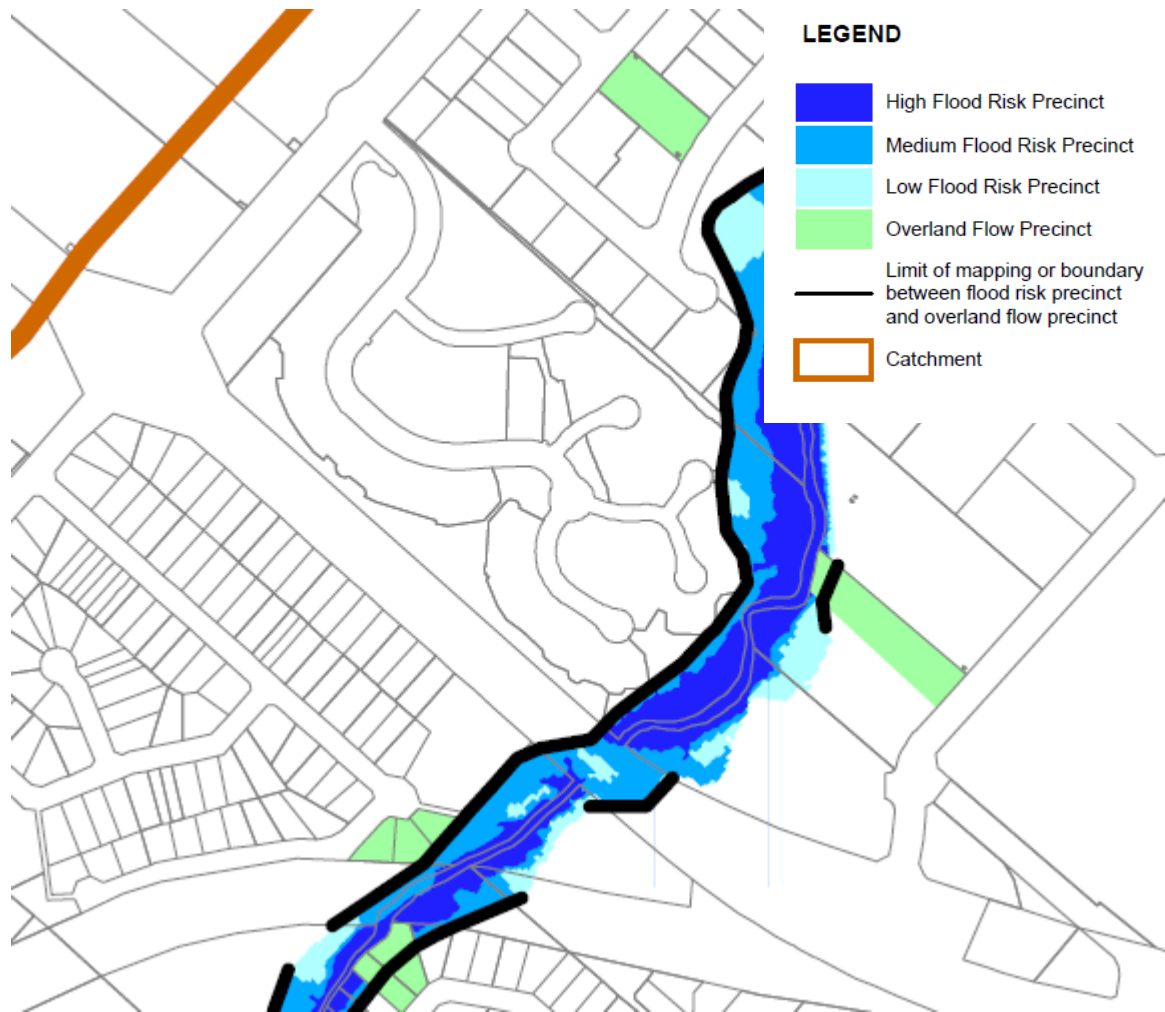 LEGEND
High Flood Risk Precinct
Medium Flood Risk Precinct
Low Flood Risk Precinct
Overland Flow Precinct
Limit of mapping or boundary
between flood risk precinct
and overland flow precinct
Catchment